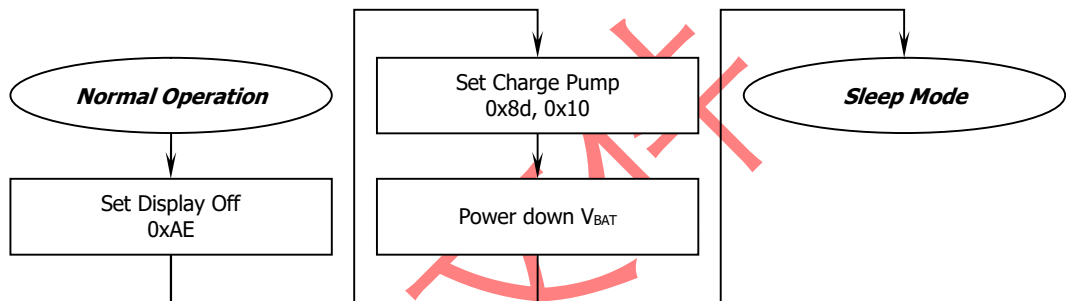 Normal Operation
Set Display Off
0xAE
Set Charge Pump
0x8d, 0x10
Power down VBAT
Sleep Mode